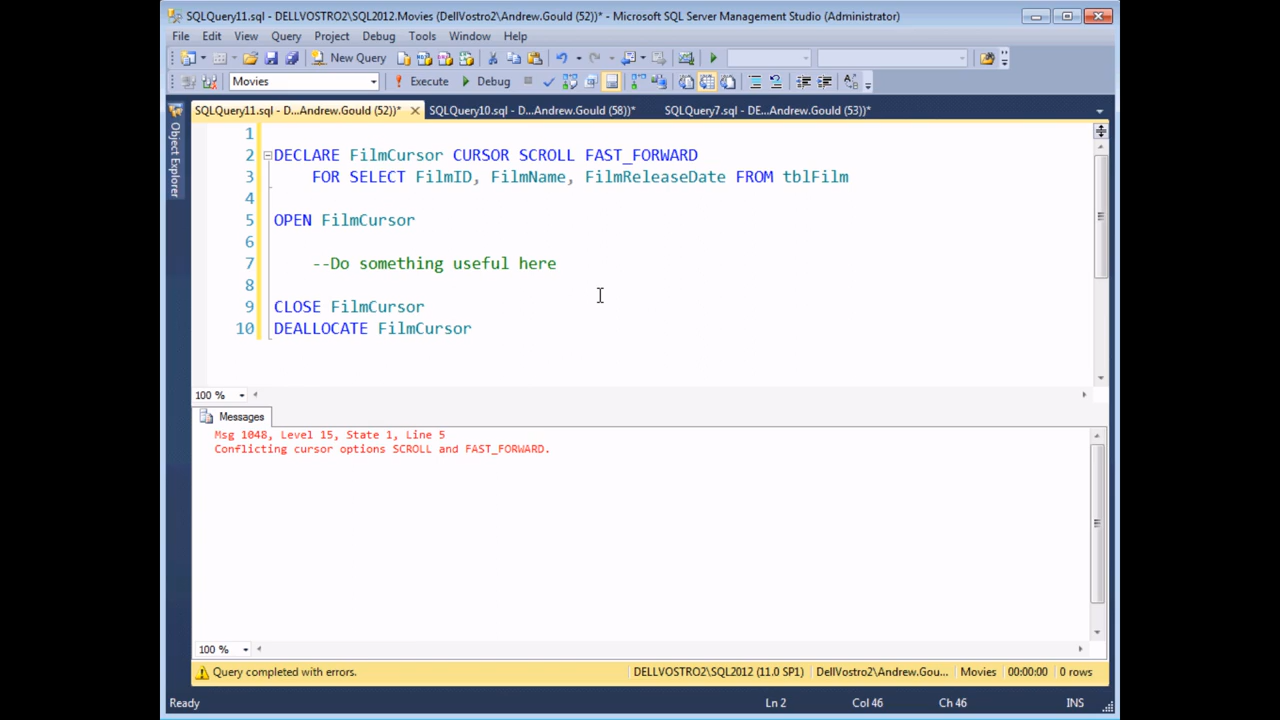 SQLQuery11.sql - DELLVOSTRO2\SQL2012.Movies (DellVostro2\Andrew.Gould (52))* - Microsoft SQL Server Management Studio (Administrator)
File Edit View Query Project Debug Tools Window Help
New Query
Movies Execute Debug
SQLQuery11.sql - D...Andrew.Gould (52))* SQLQuery10.sql - D...Andrew.Gould (58))* SQLQuery7.sql - DE...Andrew.Gould (53))*
Object Explorer
1
2 DECLARE FilmCursor CURSOR SCROLL FAST_FORWARD
3 FOR SELECT FilmID, FilmName, FilmReleaseDate FROM tblFilm
4
5 OPEN FilmCursor
6
7 --Do something useful here
8
9 CLOSE FilmCursor
10 DEALLOCATE FilmCursor
100 %
Messages
Msg 1048, Level 15, State 1, Line 5
Conflicting cursor options SCROLL and FAST_FORWARD.
100 %
Query completed with errors. DELLVOSTRO2\SQL2012 (11.0 SP1) DellVostro2\Andrew.Gou... Movies 00:00:00 0 rows
Ready Ln 2 Col 46 Ch 46 INS